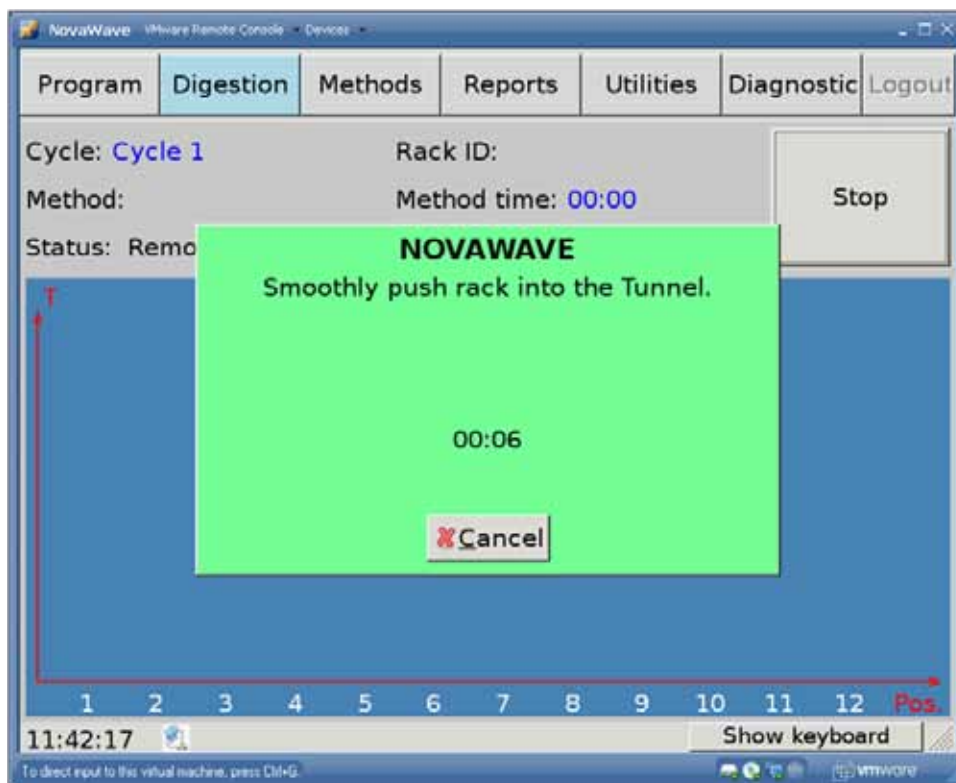 NovaWave VMware Remote Console Devices
Program Digestion Methods Reports Utilities Diagnostic Logout
Cycle: Cycle 1 Rack ID:
Method: Method time: 00:00
Stop
Status: Remo
NOVAWAVE
Smoothly push rack into the Tunnel.
00:06
Cancel
T
1 2 3 4 5 6 7 8 9 10 11 12 Pos.
11:42:17 Show keyboard
To direct input to this virtual machine, press Ctrl+G. vmware